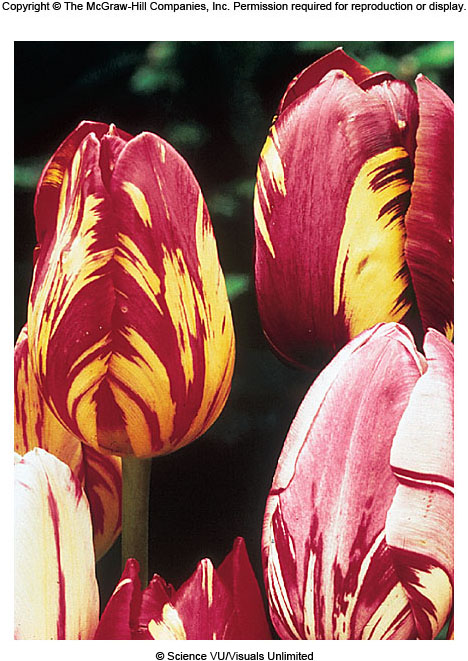 Copyright © The McGraw-Hill Companies, Inc. Permission required for reproduction or display.
© Science VU/Visuals Unlimited